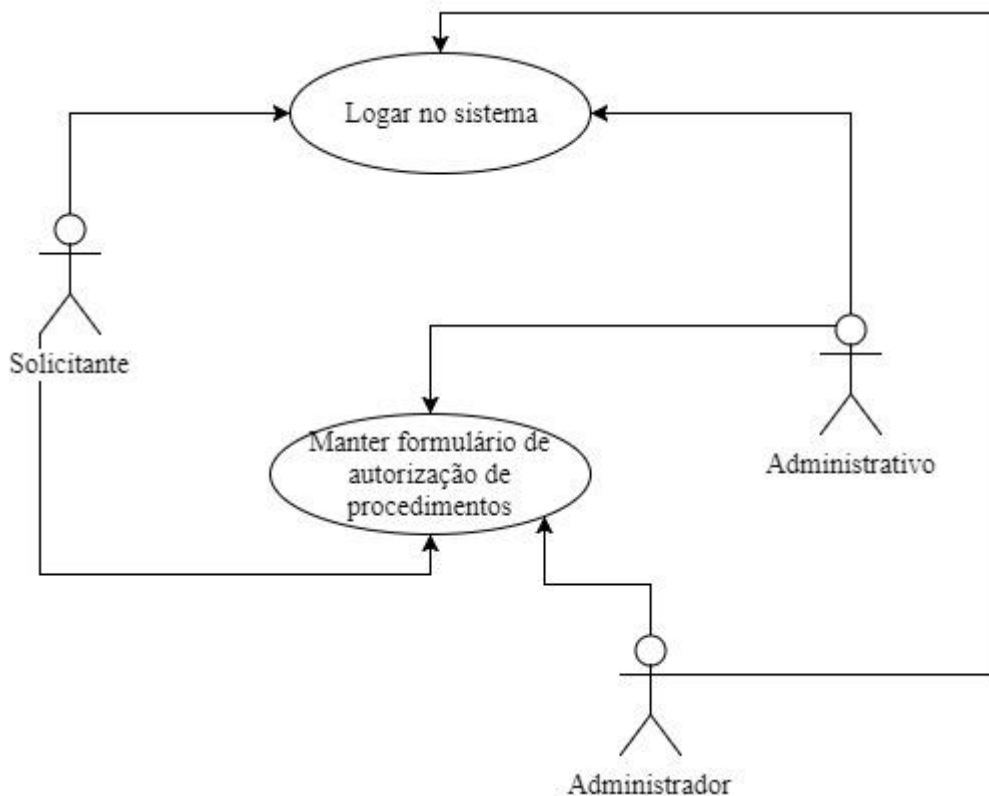 Logar no sistema
Solicitante
Manter formulário de
autorização de
procedimentos
Administrativo
Administrador